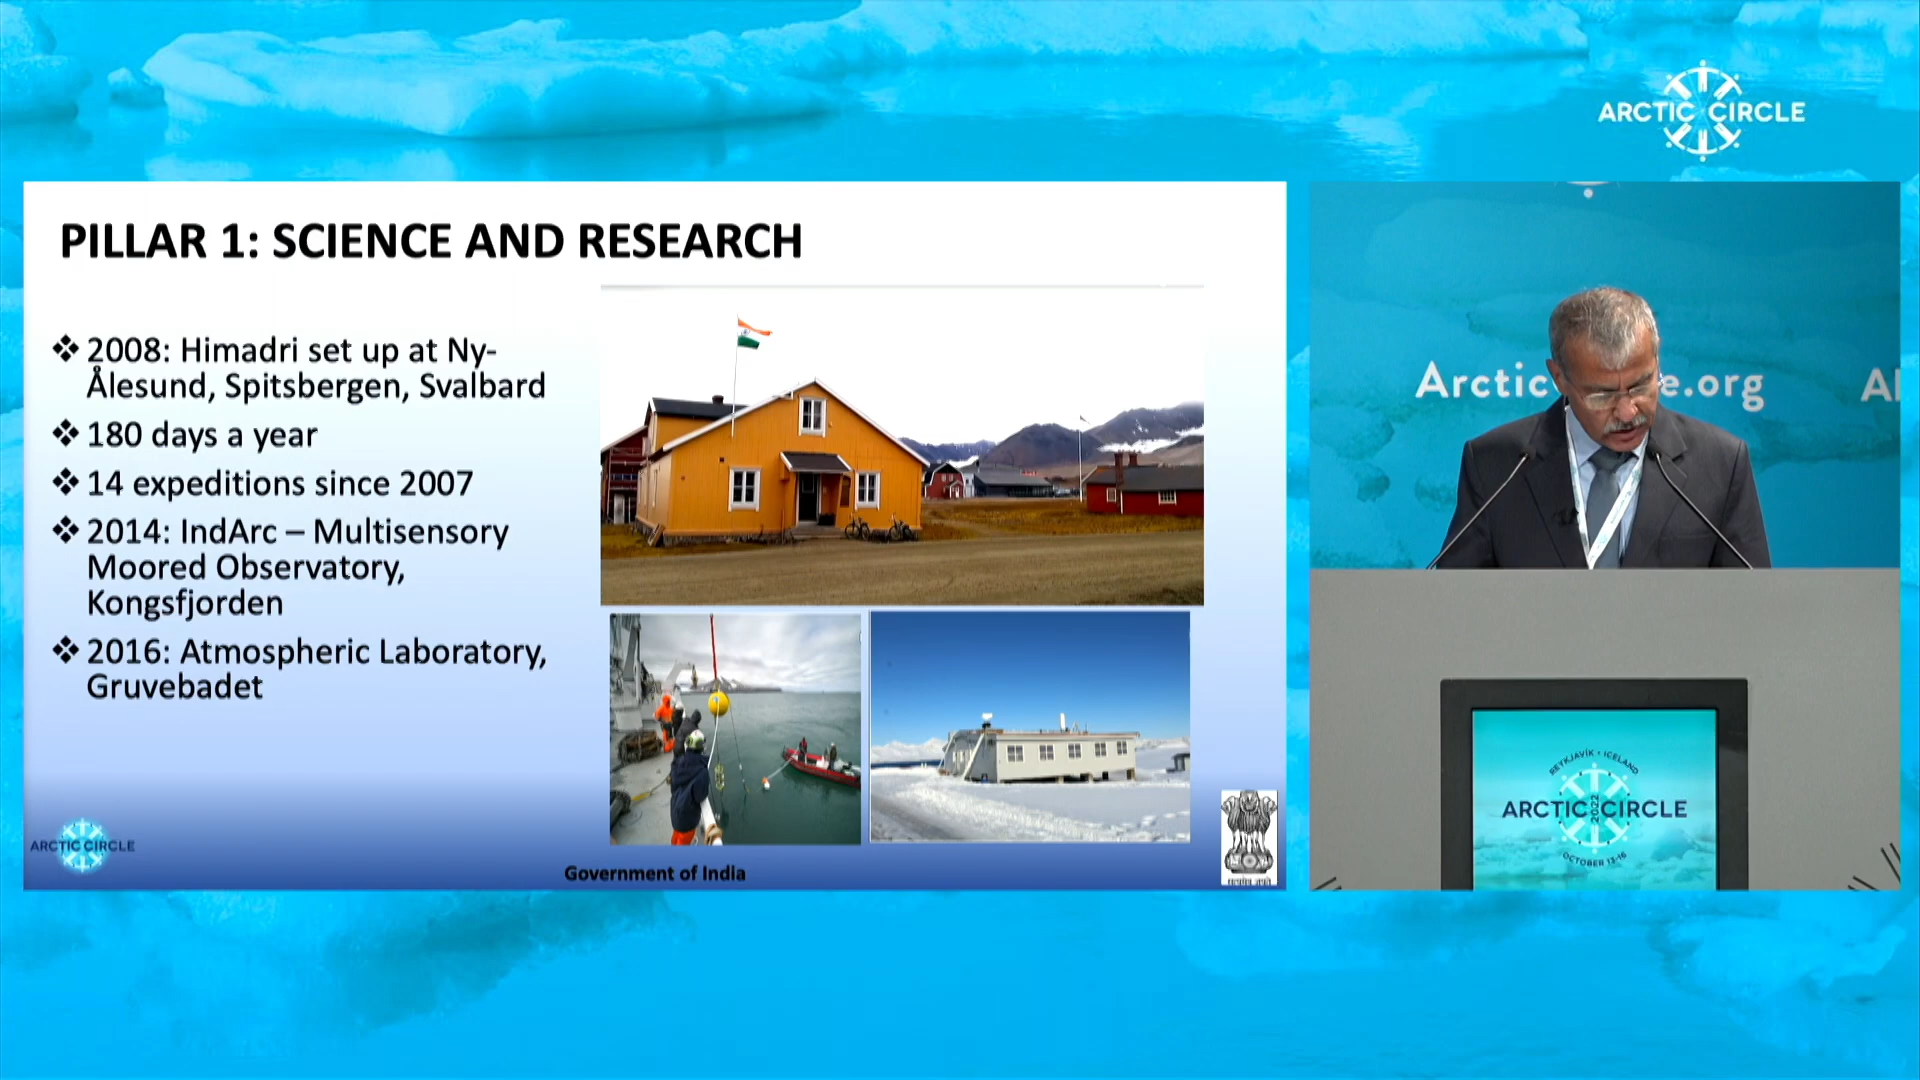 ARCTIC CIRCLE
PILLAR 1: SCIENCE AND RESEARCH
❖ 2008: Himadri set up at Ny-
Ålesund, Spitsbergen, Svalbard
❖ 180 days a year
❖ 14 expeditions since 2007
❖ 2014: IndArc – Multisensory
Moored Observatory,
Kongsfjorden
❖ 2016: Atmospheric Laboratory,
Gruvebadet
ARCTIC CIRCLE
Government of India
Arctic e.org
REYKJAVÍK • ICELAND
ARCTIC CIRCLE
2022
OCTOBER 13-16